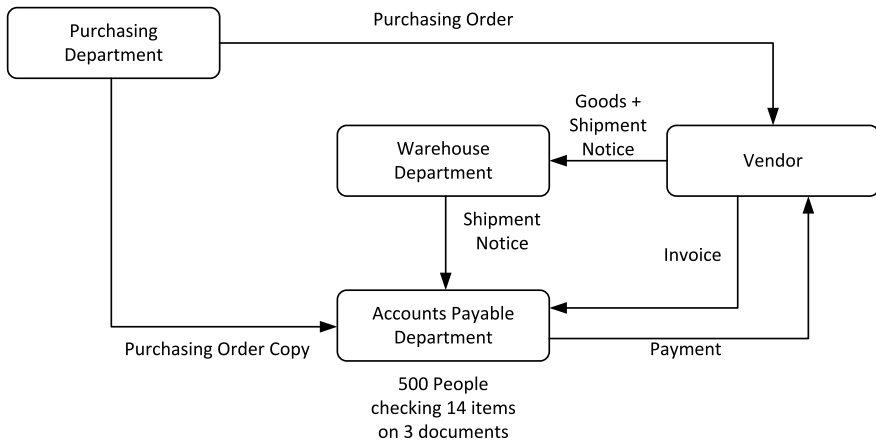 Purchasing Order
Purchasing
Department
Goods +
Shipment
Notice
Warehouse
Department
Vendor
Shipment
Notice
Invoice
Accounts Payable
Department
Purchasing Order Copy
Payment
500 People
checking 14 items
on 3 documents